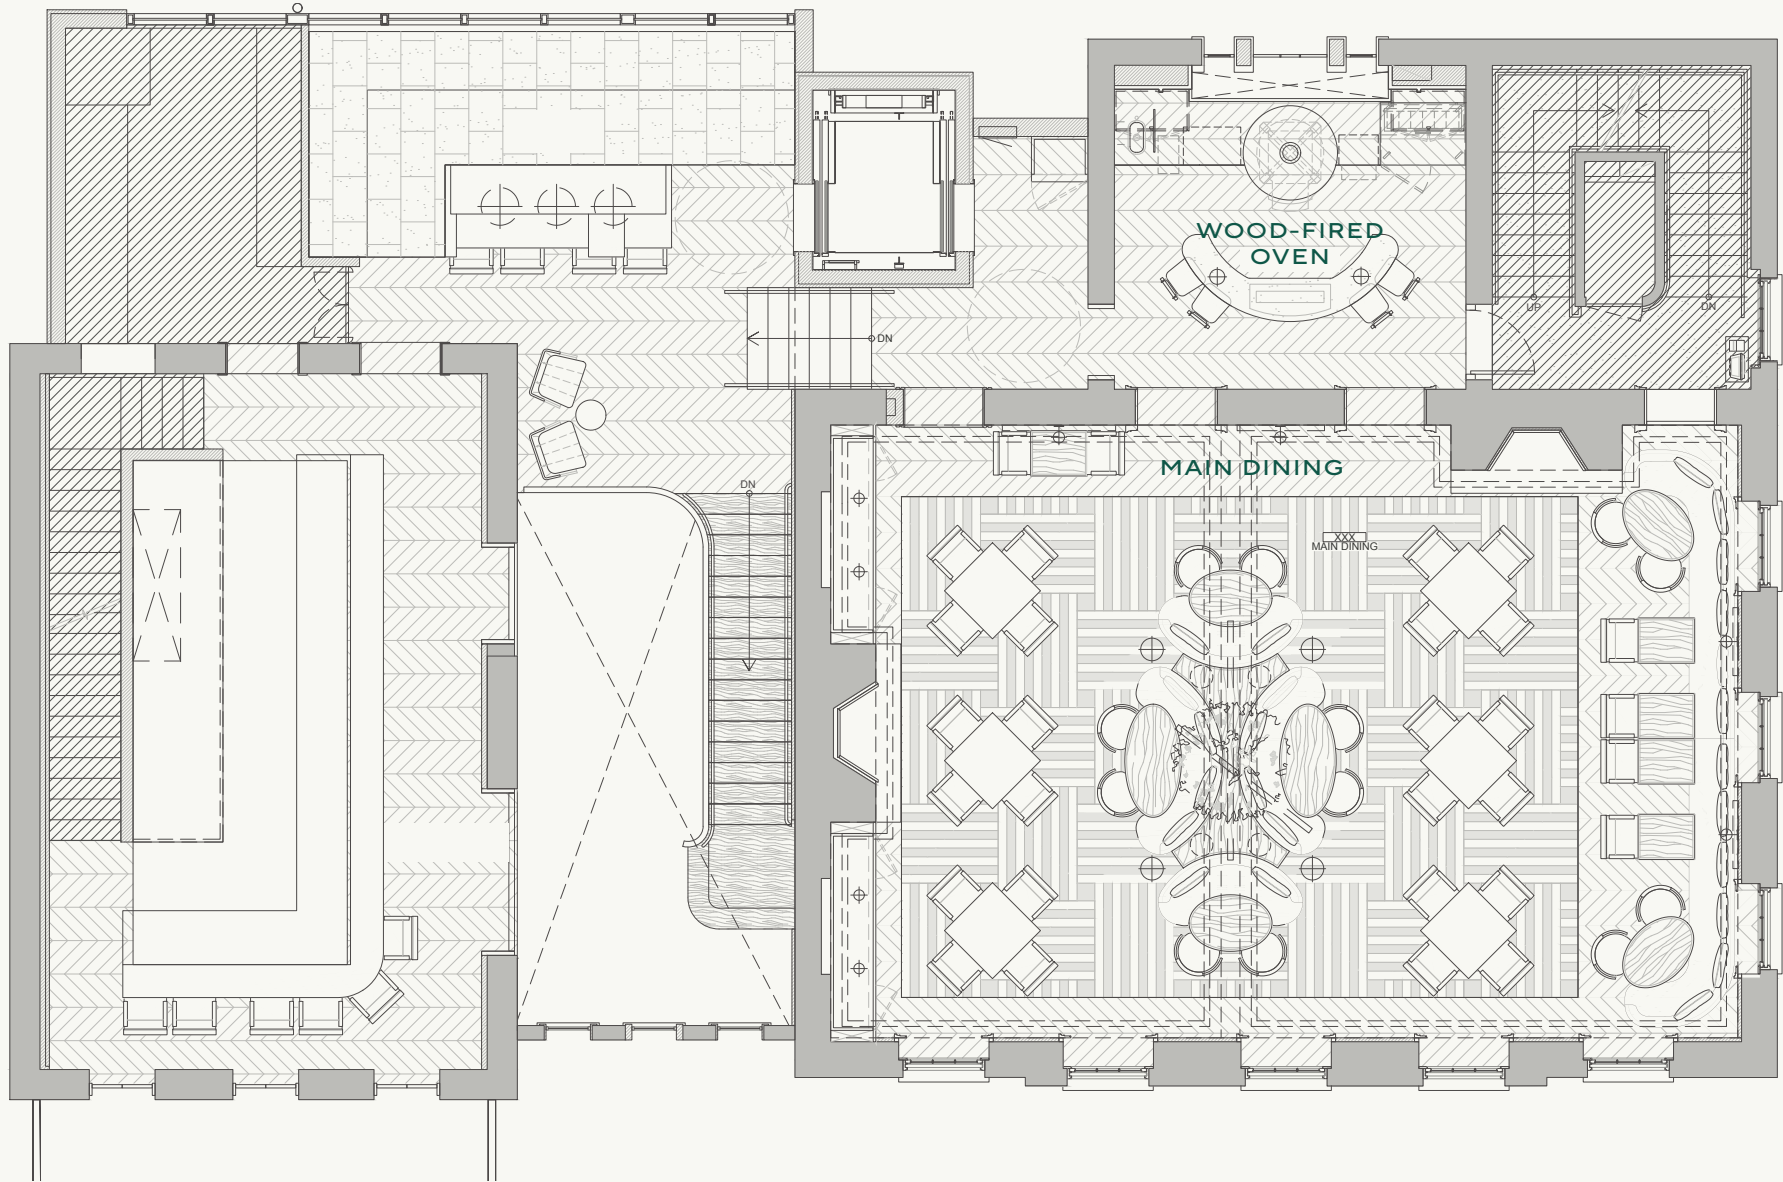 WOOD-FIRED
OVEN
UP
DN
DN
MAIN DINING
DN
XXX
MAIN DINING